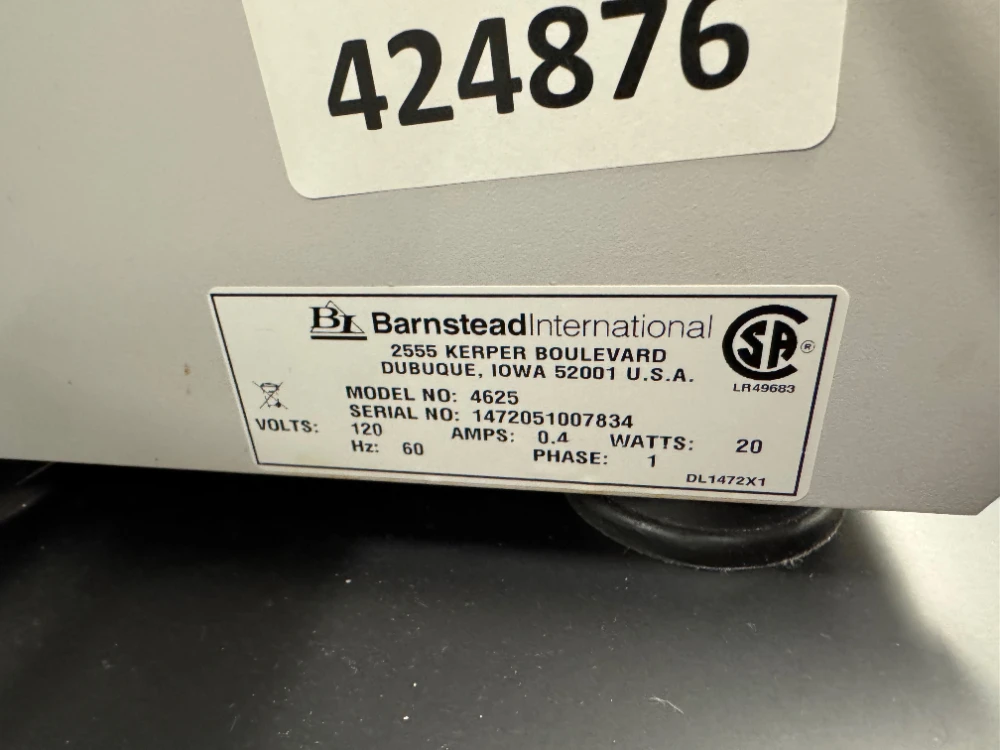 424876
BI BarnsteadInternational
2555 KERPER BOULEVARD
DUBUQUE, IOWA 52001 U.S.A.
SA ®
LR49683
MODEL NO: 4625
SERIAL NO: 1472051007834
VOLTS: 120 AMPS: 0.4 WATTS: 20
Hz: 60 PHASE: 1
DL1472X1